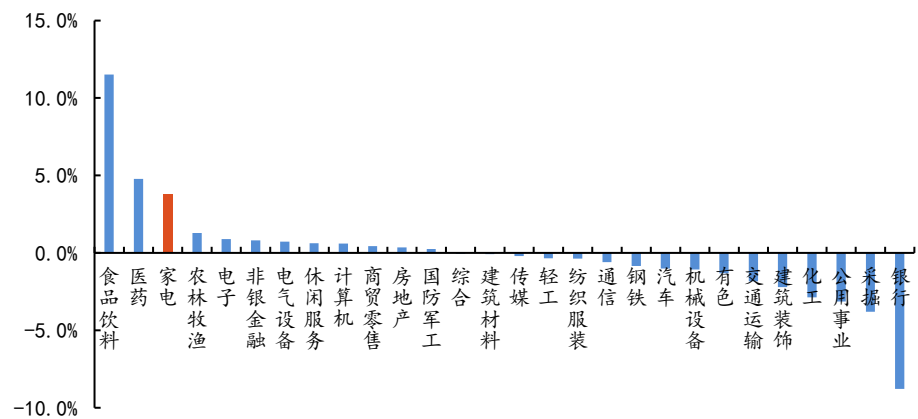 15.0%
10.0%
5.0%
0.0%
-5.0%
-10.0%
食品饮料
医药
家电
农林牧渔
电子
非银金融
电气设备
休闲服务
计算机
商贸零售
房地产
国防军工
综合
建筑材料
传媒
轻工
纺织服装
通信
钢铁
汽车
机械设备
有色
交通运输
建筑装饰
化工
公用事业
采掘
银行